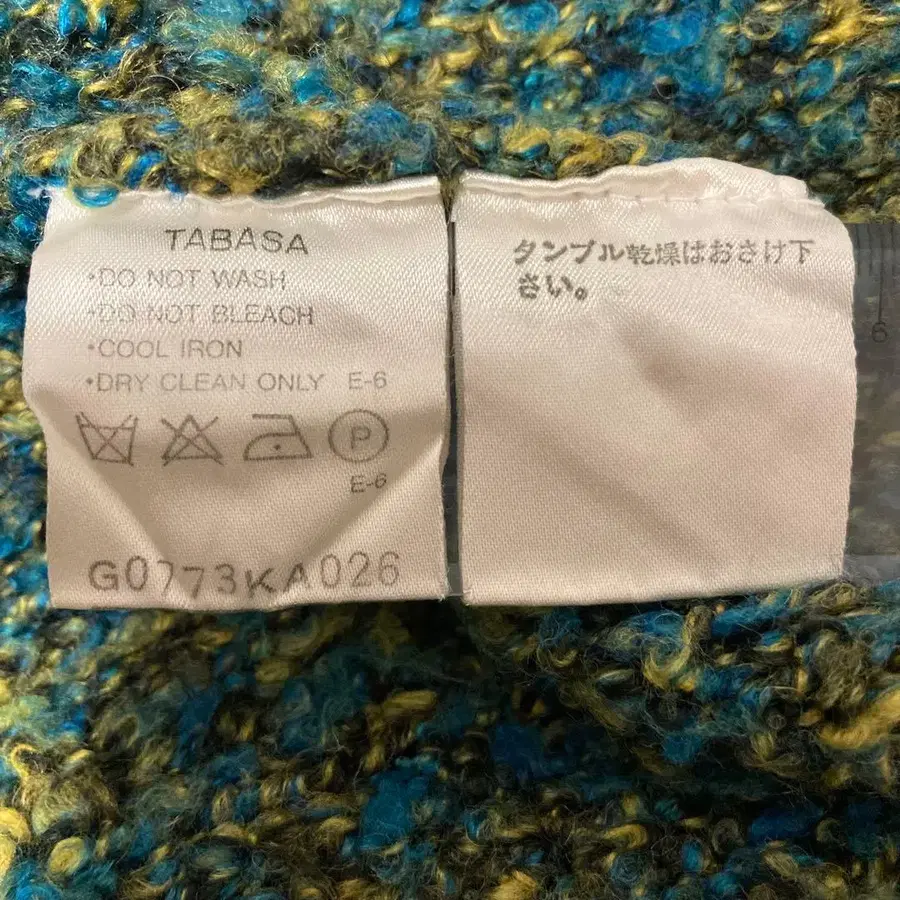 TABASA
•DO NOT WASH
•DO NOT BLEACH
•COOL IRON
•DRY CLEAN ONLY E-6
P
E-6
G0773KA026
タンブル乾燥はおさけ下
さい。
6